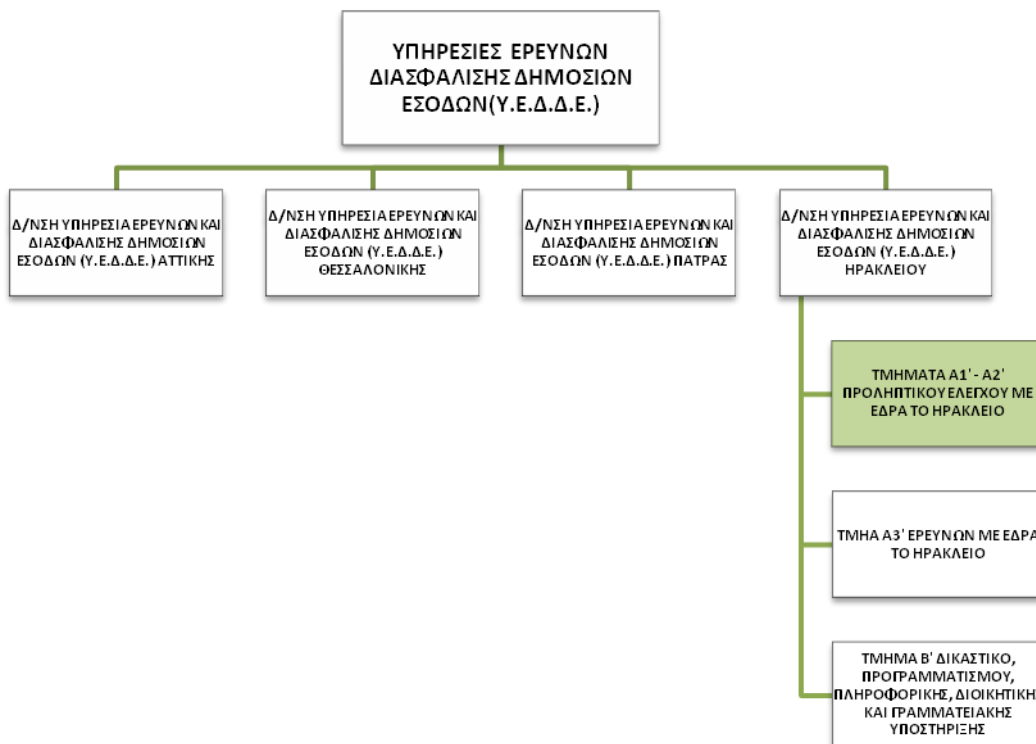 ΥΠΗΡΕΣΙΕΣ ΕΡΕΥΝΩΝ
ΔΙΑΣΦΑΛΙΣΗΣ ΔΗΜΟΣΙΩΝ
ΕΣΟΔΩΝ(Υ.Ε.Δ.Δ.Ε.)
Δ/ΝΣΗ ΥΠΗΡΕΣΙΑ ΕΡΕΥΝΩΝ ΚΑΙ
ΔΙΑΣΦΑΛΙΣΗΣ ΔΗΜΟΣΙΩΝ
ΕΣΟΔΩΝ (Υ.Ε.Δ.Δ.Ε.) ΑΤΤΙΚΗΣ
Δ/ΝΣΗ ΥΠΗΡΕΣΙΑ ΕΡΕΥΝΩΝ ΚΑΙ
ΔΙΑΣΦΑΛΙΣΗΣ ΔΗΜΟΣΙΩΝ
ΕΣΟΔΩΝ (Υ.Ε.Δ.Δ.Ε.)
ΘΕΣΣΑΛΟΝΙΚΗΣ
Δ/ΝΣΗ ΥΠΗΡΕΣΙΑ ΕΡΕΥΝΩΝ ΚΑΙ
ΔΙΑΣΦΑΛΙΣΗΣ ΔΗΜΟΣΙΩΝ
ΕΣΟΔΩΝ (Υ.Ε.Δ.Δ.Ε.) ΠΑΤΡΑΣ
Δ/ΝΣΗ ΥΠΗΡΕΣΙΑ ΕΡΕΥΝΩΝ ΚΑΙ
ΔΙΑΣΦΑΛΙΣΗΣ ΔΗΜΟΣΙΩΝ
ΕΣΟΔΩΝ (Υ.Ε.Δ.Δ.Ε.)
ΗΡΑΚΛΕΙΟΥ
ΤΜΗΜΑΤΑ Α1' - Α2'
ΠΡΟΛΗΠΤΙΚΟΥ ΕΛΕΓΧΟΥ ΜΕ
ΕΔΡΑ ΤΟ ΗΡΑΚΛΕΙΟ
ΤΜΗΑ Α3' ΕΡΕΥΝΩΝ ΜΕ ΕΔΡΑ
ΤΟ ΗΡΑΚΛΕΙΟ
ΤΜΗΜΑ Β' ΔΙΚΑΣΤΙΚΟ,
ΠΡΟΓΡΑΜΜΑΤΙΣΜΟΥ,
ΠΛΗΡΟΦΟΡΙΚΗΣ, ΔΙΟΙΚΗΤΙΚΗ
ΚΑΙ ΓΡΑΜΜΑΤΕΙΑΚΗΣ
ΥΠΟΣΤΗΡΙΞΗΣ